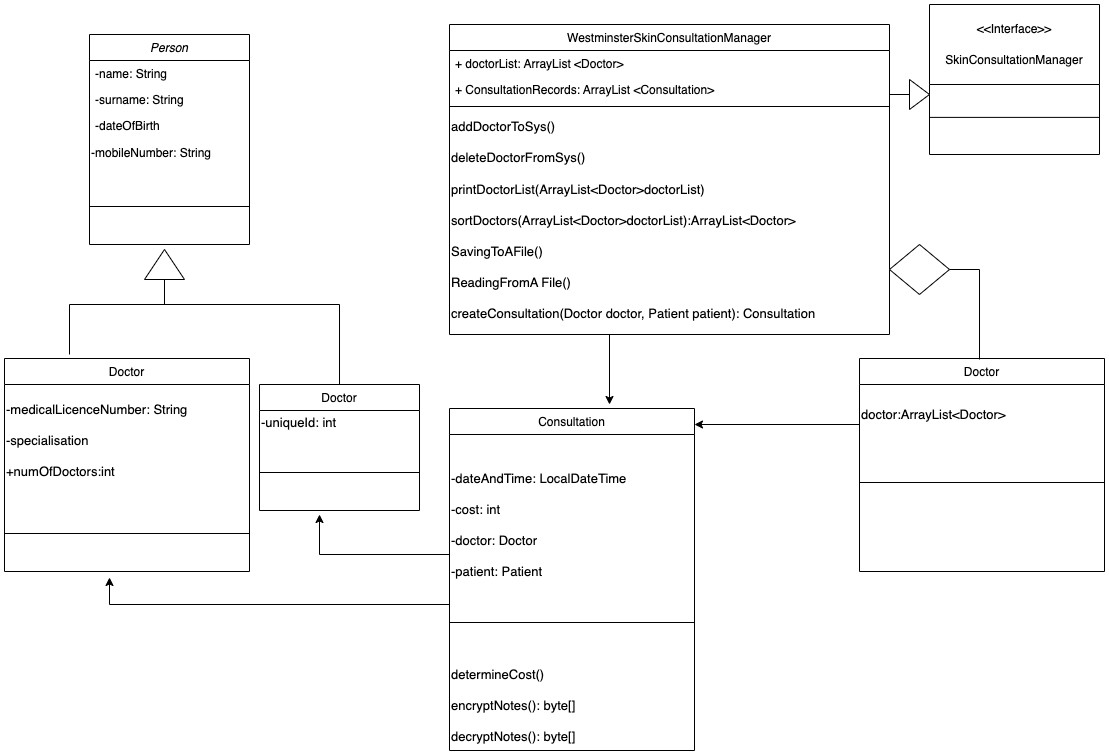 Person
-name: String
-surname: String
-dateOfBirth
-mobileNumber: String
WestminsterSkinConsultationManager
+ doctorList: ArrayList <Doctor>
+ ConsultationRecords: ArrayList <Consultation>
addDoctorToSys()
deleteDoctorFromSys()
printDoctorList(ArrayList<Doctor>doctorList)
sortDoctors(ArrayList<Doctor>doctorList):ArrayList<Doctor>
SavingToAFile()
ReadingFromA File()
createConsultation(Doctor doctor, Patient patient): Consultation
<<Interface>>
SkinConsultationManager
Doctor
-medicalLicenceNumber: String
-specialisation
+numOfDoctors:int
Doctor
-uniqueId: int
Consultation
-dateAndTime: LocalDateTime
-cost: int
-doctor: Doctor
-patient: Patient
determineCost()
encryptNotes(): byte[]
decryptNotes(): byte[]
Doctor
doctor:ArrayList<Doctor>